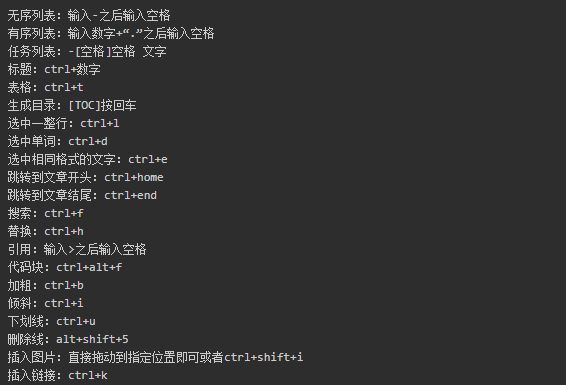 无序列表: 输入-之后输入空格
有序列表: 输入数字+“.”之后输入空格
任务列表: -[空格]空格 文字
标题: ctrl+数字
表格: ctrl+t
生成目录: [TOC]按回车
选中一整行: ctrl+l
选中单词: ctrl+d
选中相同格式的文字: ctrl+e
跳转到文章开头: ctrl+home
跳转到文章结尾: ctrl+end
搜索: ctrl+f
替换: ctrl+h
引用: 输入>之后输入空格
代码块: ctrl+alt+f
加粗: ctrl+b
倾斜: ctrl+i
下划线: ctrl+u
删除线: alt+shift+5
插入图片: 直接拖动到指定位置即可或者ctrl+shift+i
插入链接: ctrl+k